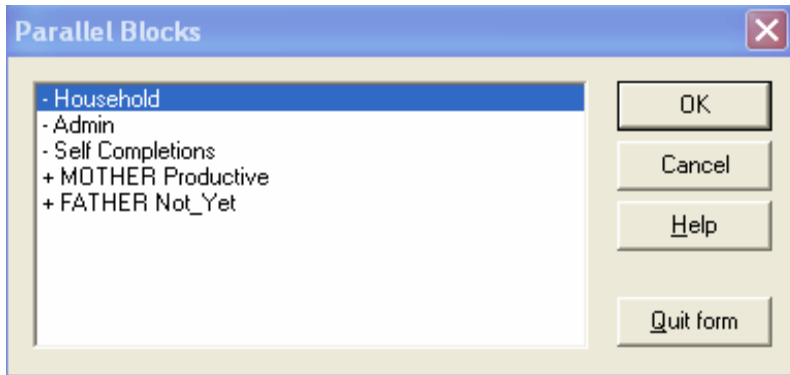 Parallel Blocks
- Household
- Admin
- Self Completions
+ MOTHER Productive
+ FATHER Not_Yet
OK
Cancel
Help
Quit form